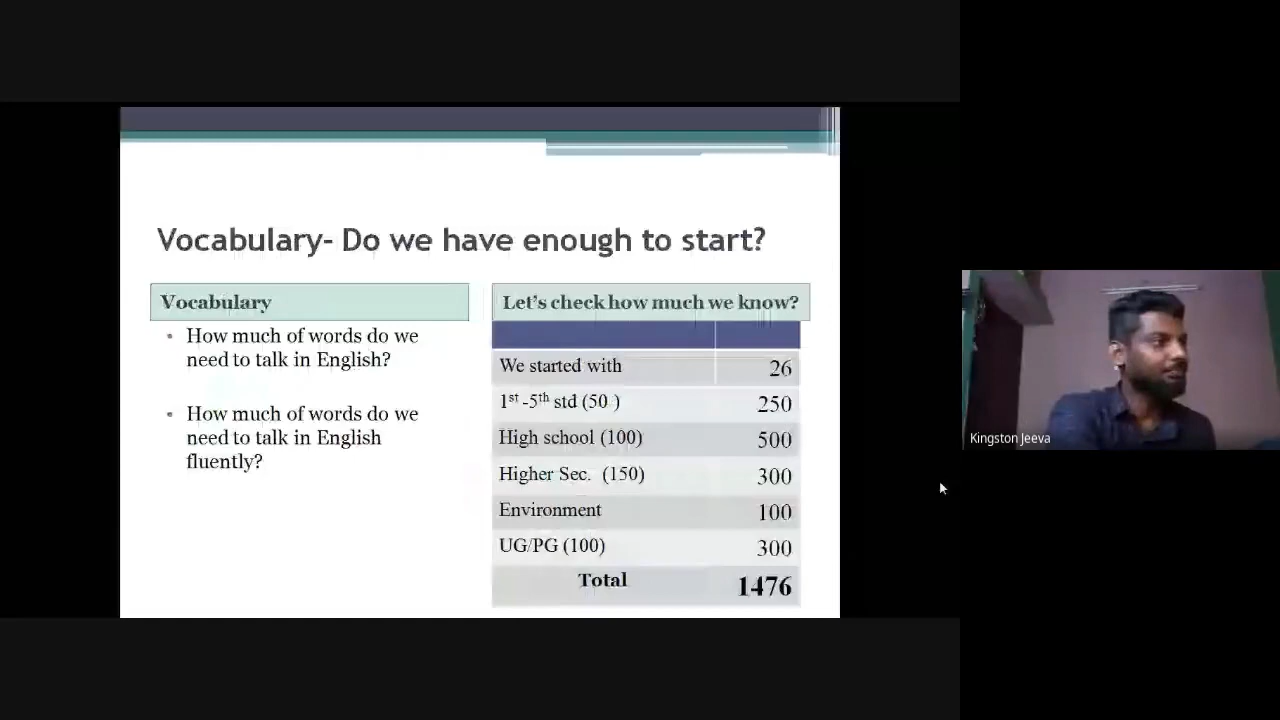 Vocabulary- Do we have enough to start?
Vocabulary
• How much of words do we
need to talk in English?
• How much of words do we
need to talk in English
fluently?
Let's check how much we know?
We started with 26
1st -5th std (50 ) 250
High school (100) 500
Higher Sec. (150) 300
Environment 100
UG/PG (100) 300
Total 1476
Kingston Jeeva